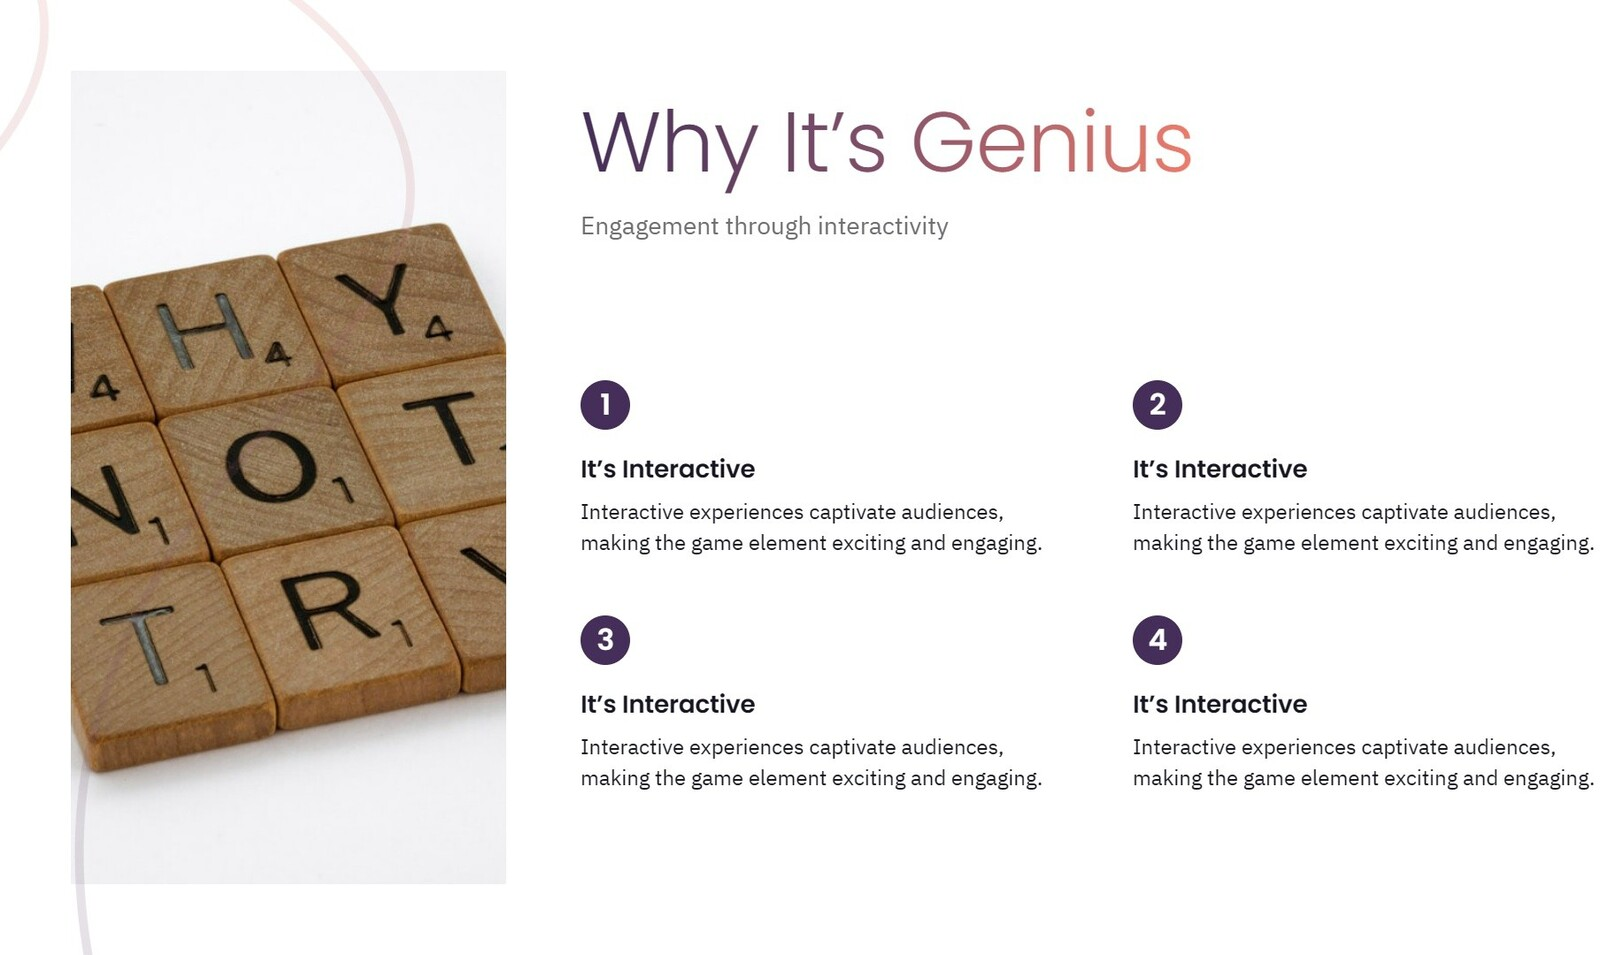 Why It’s Genius
Engagement through interactivity
1
It’s Interactive
Interactive experiences captivate audiences,
making the game element exciting and engaging.
2
It’s Interactive
Interactive experiences captivate audiences,
making the game element exciting and engaging.
3
It’s Interactive
Interactive experiences captivate audiences,
making the game element exciting and engaging.
4
It’s Interactive
Interactive experiences captivate audiences,
making the game element exciting and engaging.
4 H4 Y4
N1 O1 T
T1 R1